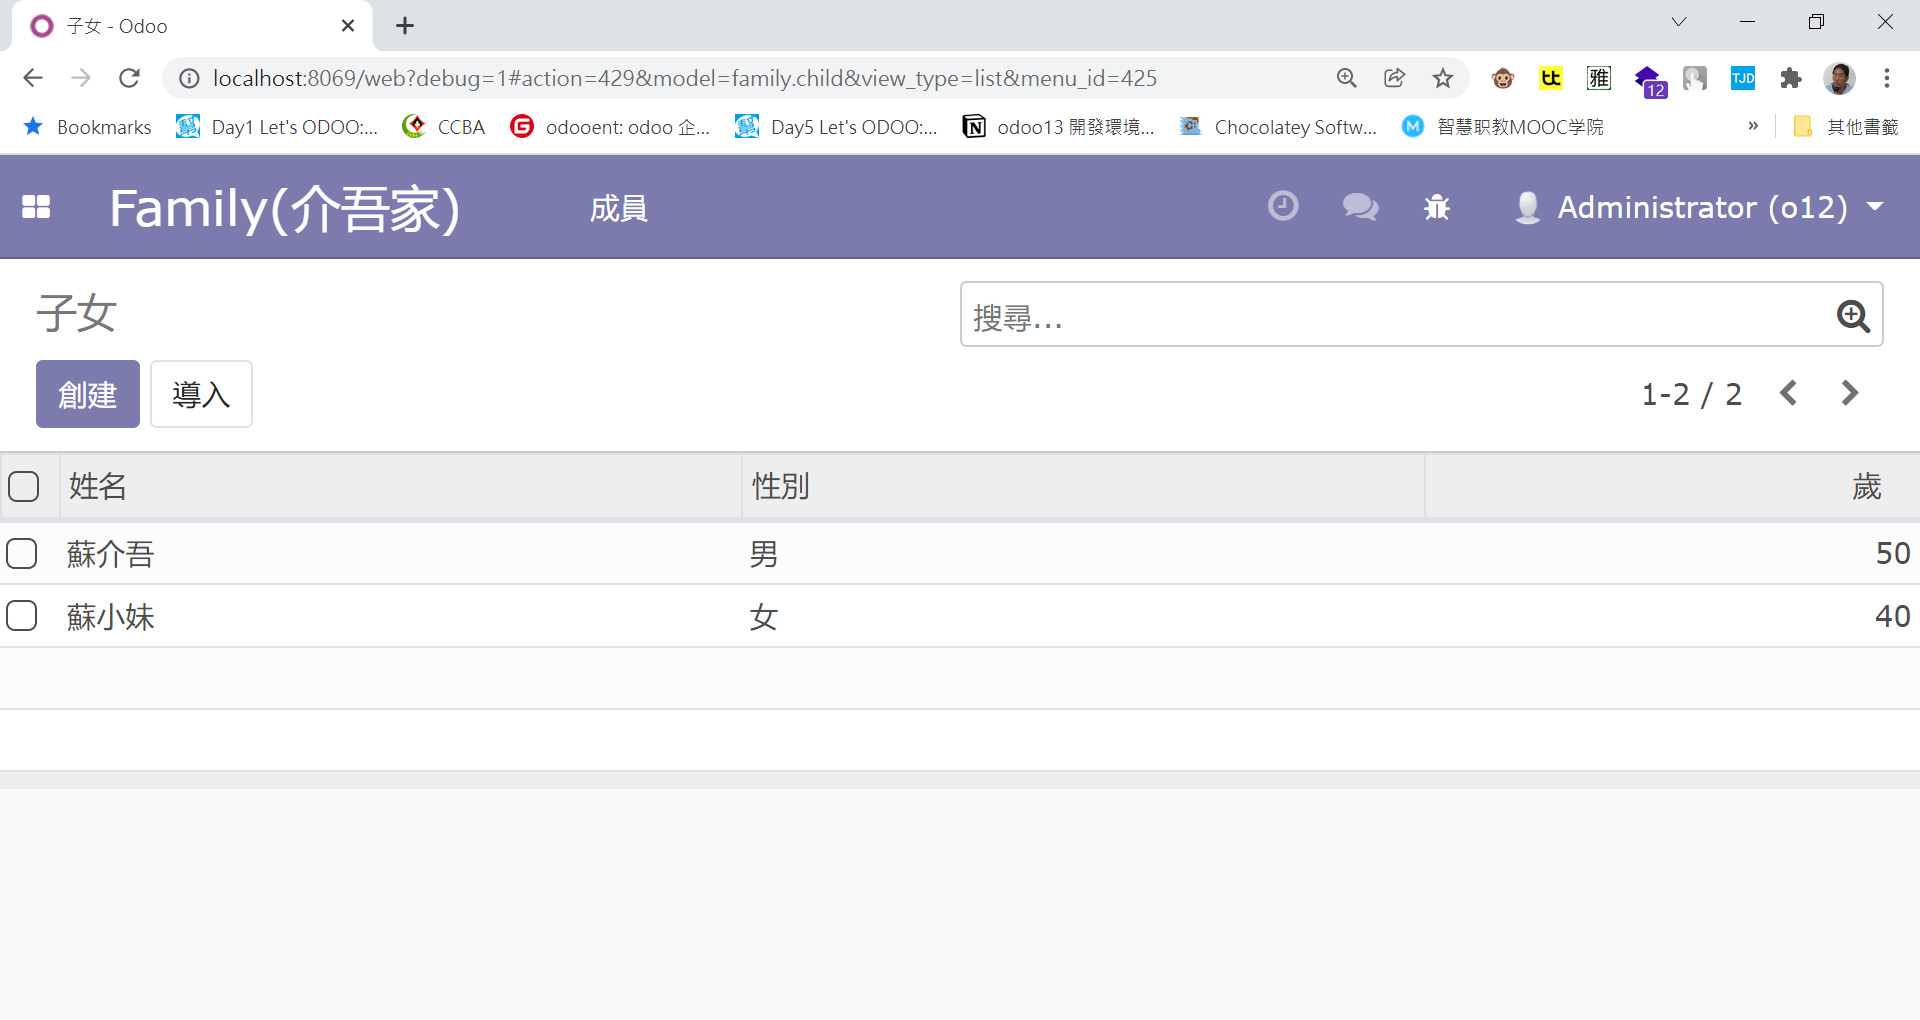 子女 - Odoo
localhost:8069/web?debug=1#action=429&model=family.child&view_type=list&menu_id=425
tt
雅
12
TJD
Bookmarks
Day1 Let's ODOO:...
CCBA
odooent: odoo 企...
Day5 Let's ODOO:...
odoo13 開發環境...
Chocolatey Softw...
M
智慧职教MOOC学院
»
其他書籤
Family(介吾家)
成員
Administrator (o12)
子女
搜尋...
創建
導入
1-2 / 2
姓名
性別
歲
蘇介吾
男
50
蘇小妹
女
40